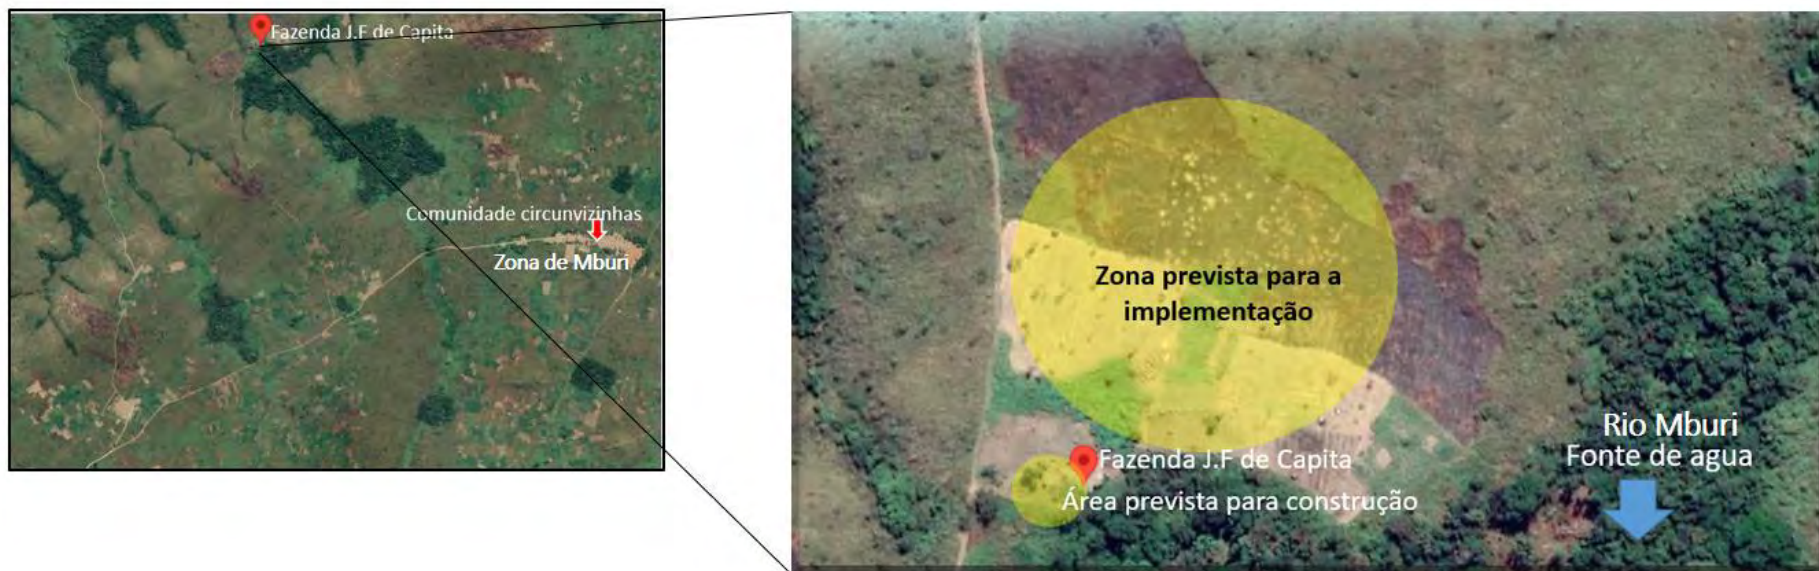 Fazenda J.F de Capita
Comunidade circunvizinhas
Zona de Mburi
Zona prevista para a
implementação
Rio Mburi
Fonte de agua
Fazenda J.F de Capita
Área prevista para construção